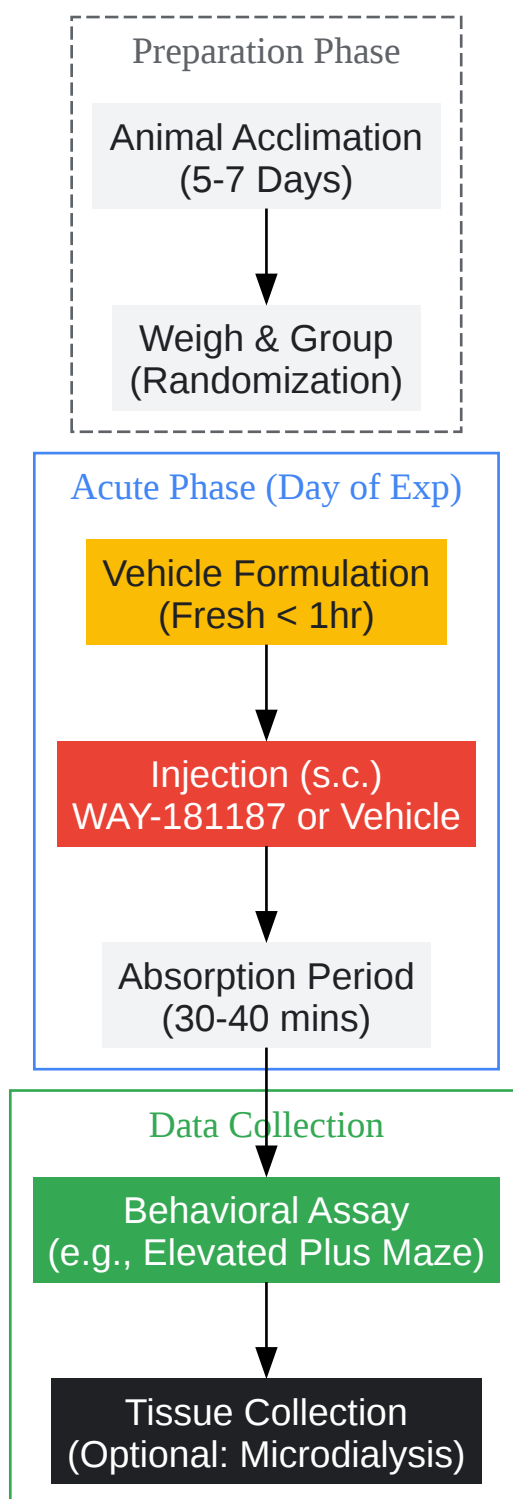 Preparation Phase
Animal Acclimation
(5-7 Days)
Weigh & Group
(Randomization)
Acute Phase (Day of Exp)
Vehicle Formulation
(Fresh < 1hr)
Injection (s.c.)
WAY-181187 or Vehicle
Absorption Period
(30-40 mins)
Data Collection
Behavioral Assay
(e.g., Elevated Plus Maze)
Tissue Collection
(Optional: Microdialysis)